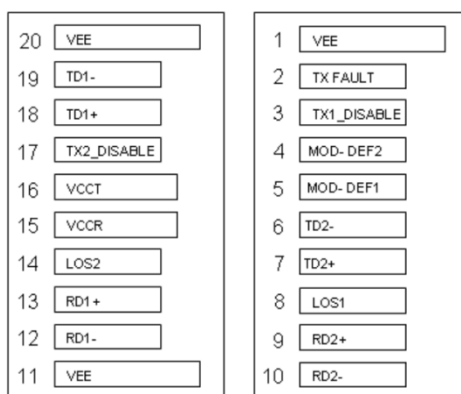 20 VEE
19 TD1-
18 TD1+
17 TX2_DISABLE
16 VCCT
15 VCCR
14 LOS2
13 RD1+
12 RD1-
11 VEE
1 VEE
2 TX FAULT
3 TX1_DISABLE
4 MOD- DEF2
5 MOD- DEF1
6 TD2-
7 TD2+
8 LOS1
9 RD2+
10 RD2-